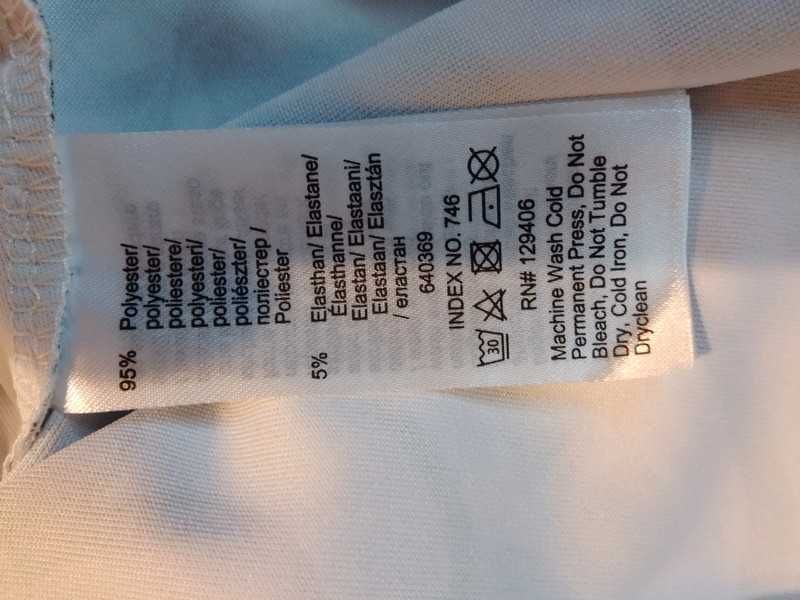 95% Polyester/
polyester/
poliestere/
polyesteri/
poliester/
poliészter/
полиестер /
Poliester
5% Elasthan/ Elastane/
Élasthanne/
Elastan/ Elastaani/
Elastaan/ Elasztán
/ еластан
640369
INDEX NO. 746
30
RN# 129406
Machine Wash Cold
Permanent Press, Do Not
Bleach, Do Not Tumble
Dry, Cold Iron, Do Not
Dryclean